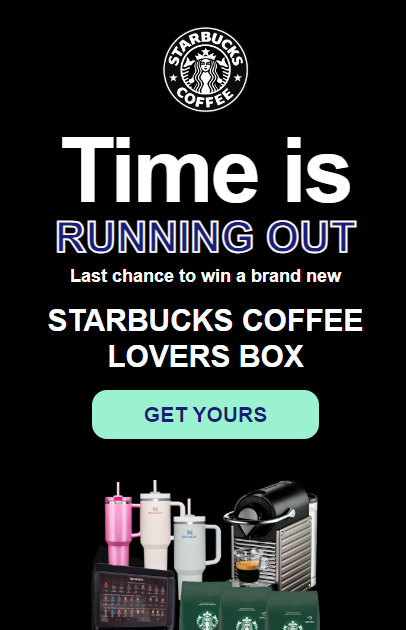 STARBUCKS
COFFEE
Time is
RUNNING OUT
Last chance to win a brand new
STARBUCKS COFFEE
LOVERS BOX
GET YOURS